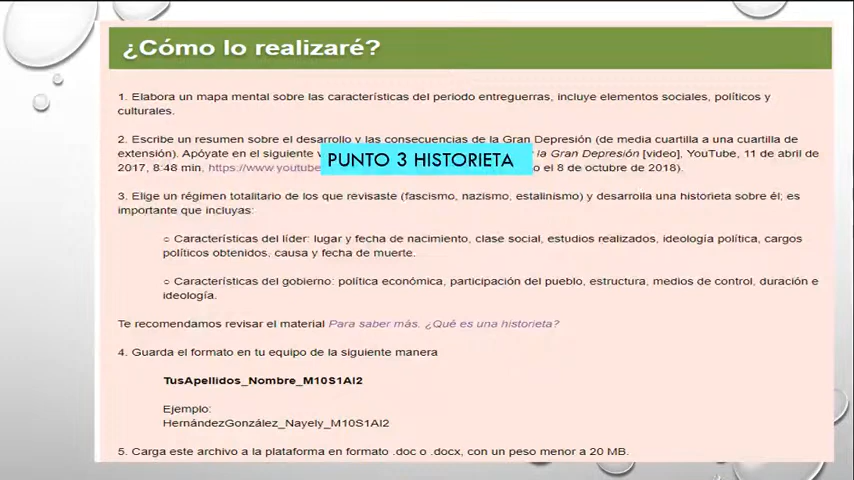 ¿Cómo lo realizaré?
1. Elabora un mapa mental sobre las características del periodo entreguerras, incluye elementos sociales, políticos y
culturales.
2. Escribe un resumen sobre el desarrollo y las consecuencias de la Gran Depresión (de media cuartilla a una cuartilla de
extensión). Apóyate en el siguiente v
PUNTO 3 HISTORIETA
la Gran Depresión [video], YouTube, 11 de abril de
2017, 8:48 min, https://www.youtube
o el 8 de octubre de 2018).
3. Elige un régimen totalitario de los que revisaste (fascismo, nazismo, estalinismo) y desarrolla una historieta sobre él; es
importante que incluyas:
○ Características del líder: lugar y fecha de nacimiento, clase social, estudios realizados, ideología política, cargos
políticos obtenidos, causa y fecha de muerte.
○ Características del gobierno: política económica, participación del pueblo, estructura, medios de control, duración e
ideología.
Te recomendamos revisar el material Para saber más. ¿Qué es una historieta?
4. Guarda el formato en tu equipo de la siguiente manera
TusApellidos_Nombre_M10S1AI2
Ejemplo:
HernándezGonzález_Nayely_M10S1AI2
5. Carga este archivo a la plataforma en formato .doc o .docx, con un peso menor a 20 MB.